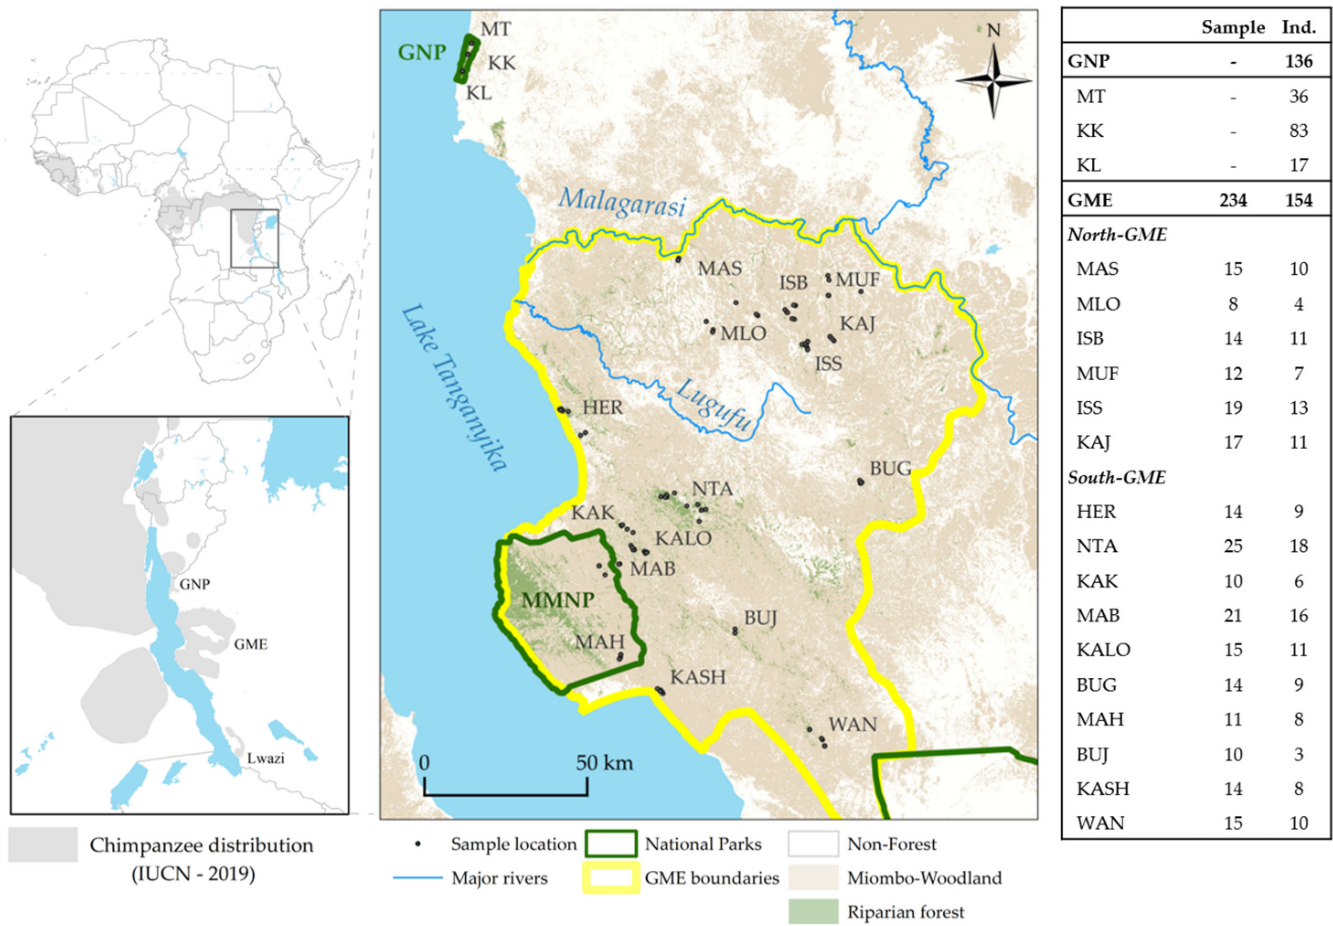 GNP
GME
Lwazi
Chimpanzee distribution
(IUCN - 2019)
MT
GNP
KK
KL
N
Malagarasi
MAS
ISB
MUF
MLO
KAJ
ISS
Lake Tanganyika
Lugufu
HER
BUG
NTA
KAK
KALO
MAB
MMNP
BUJ
MAH
KASH
WAN
0 50 km
Sample location
National Parks
Non-Forest
Major rivers
GME boundaries
Miombo-Woodland
Riparian forest
Sample Ind.
GNP - 136
MT - 36
KK - 83
KL - 17
GME 234 154
North-GME
MAS 15 10
MLO 8 4
ISB 14 11
MUF 12 7
ISS 19 13
KAJ 17 11
South-GME
HER 14 9
NTA 25 18
KAK 10 6
MAB 21 16
KALO 15 11
BUG 14 9
MAH 11 8
BUJ 10 3
KASH 14 8
WAN 15 10